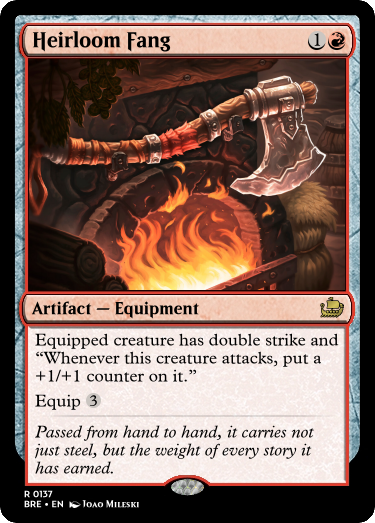 Heirloom Fang 1
Artifact — Equipment
Equipped creature has double strike and
“Whenever this creature attacks, put a
+1/+1 counter on it.”
Equip 3
Passed from hand to hand, it carries not
just steel, but the weight of every story it
has earned.
R 0137
BRE • EN Joao Mileski